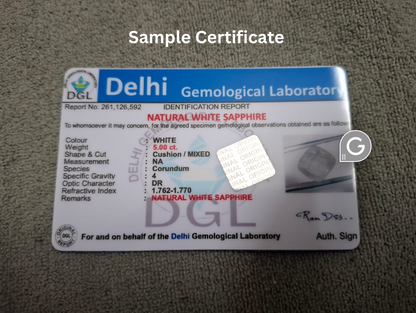 Sample Certificate
DGL
Delhi Gemological Laboratory
Report No: 261,126,592 IDENTIFICATION REPORT
NATURAL WHITE SAPPHIRE
To whomsoever it may concern, for the agreed specimen gemological observations obtained are as follow
Colour : WHITE
Weight : 5.00 ct.
Shape & Cut : Cushion / MIXED
Measurement : NA
Species : Corundum
Specific Gravity : 4
Optic Character : DR
Refractive Index : 1.762-1.770
Remarks : NATURAL WHITE SAPPHIRE
DGL
G
DGL
For and on behalf of the Delhi Gemological Laboratory Auth. Sign